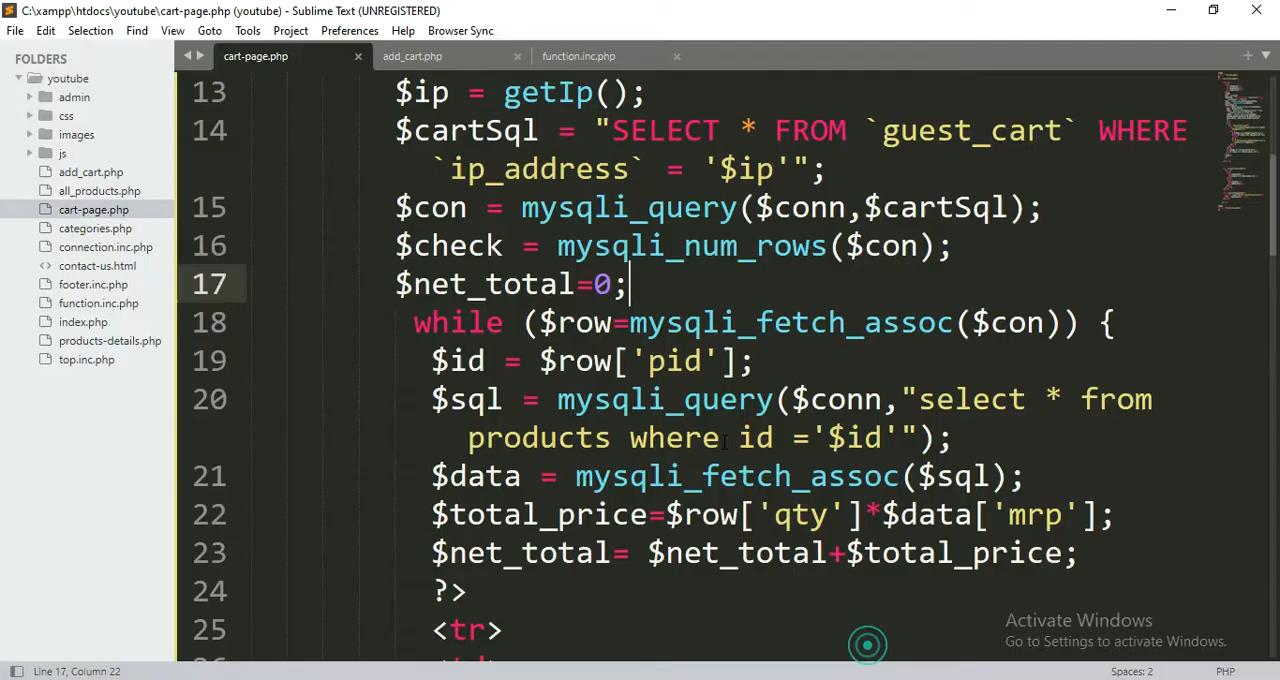 C:\xampp\htdocs\youtube\cart-page.php (youtube) - Sublime Text (UNREGISTERED)
File Edit Selection Find View Goto Tools Project Preferences Help Browser Sync
FOLDERS
youtube
admin
css
images
js
add_cart.php
all_products.php
cart-page.php
categories.php
connection.inc.php
contact-us.html
footer.inc.php
function.inc.php
index.php
products-details.php
top.inc.php
cart-page.php add_cart.php function.inc.php
13 $ip = getIp();
14 $cartSql = "SELECT * FROM `guest_cart` WHERE
`ip_address` = '$ip'";
15 $con = mysqli_query($conn,$cartSql);
16 $check = mysqli_num_rows($con);
17 $net_total=0;
18 while ($row=mysqli_fetch_assoc($con)) {
19 $id = $row['pid'];
20 $sql = mysqli_query($conn,"select * from
products where id ='$id'");
21 $data = mysqli_fetch_assoc($sql);
22 $total_price=$row['qty']*$data['mrp'];
23 $net_total= $net_total+$total_price;
24 ?>
25 <tr>
Activate Windows
Go to Settings to activate Windows.
Line 17, Column 22 Spaces: 2 PHP